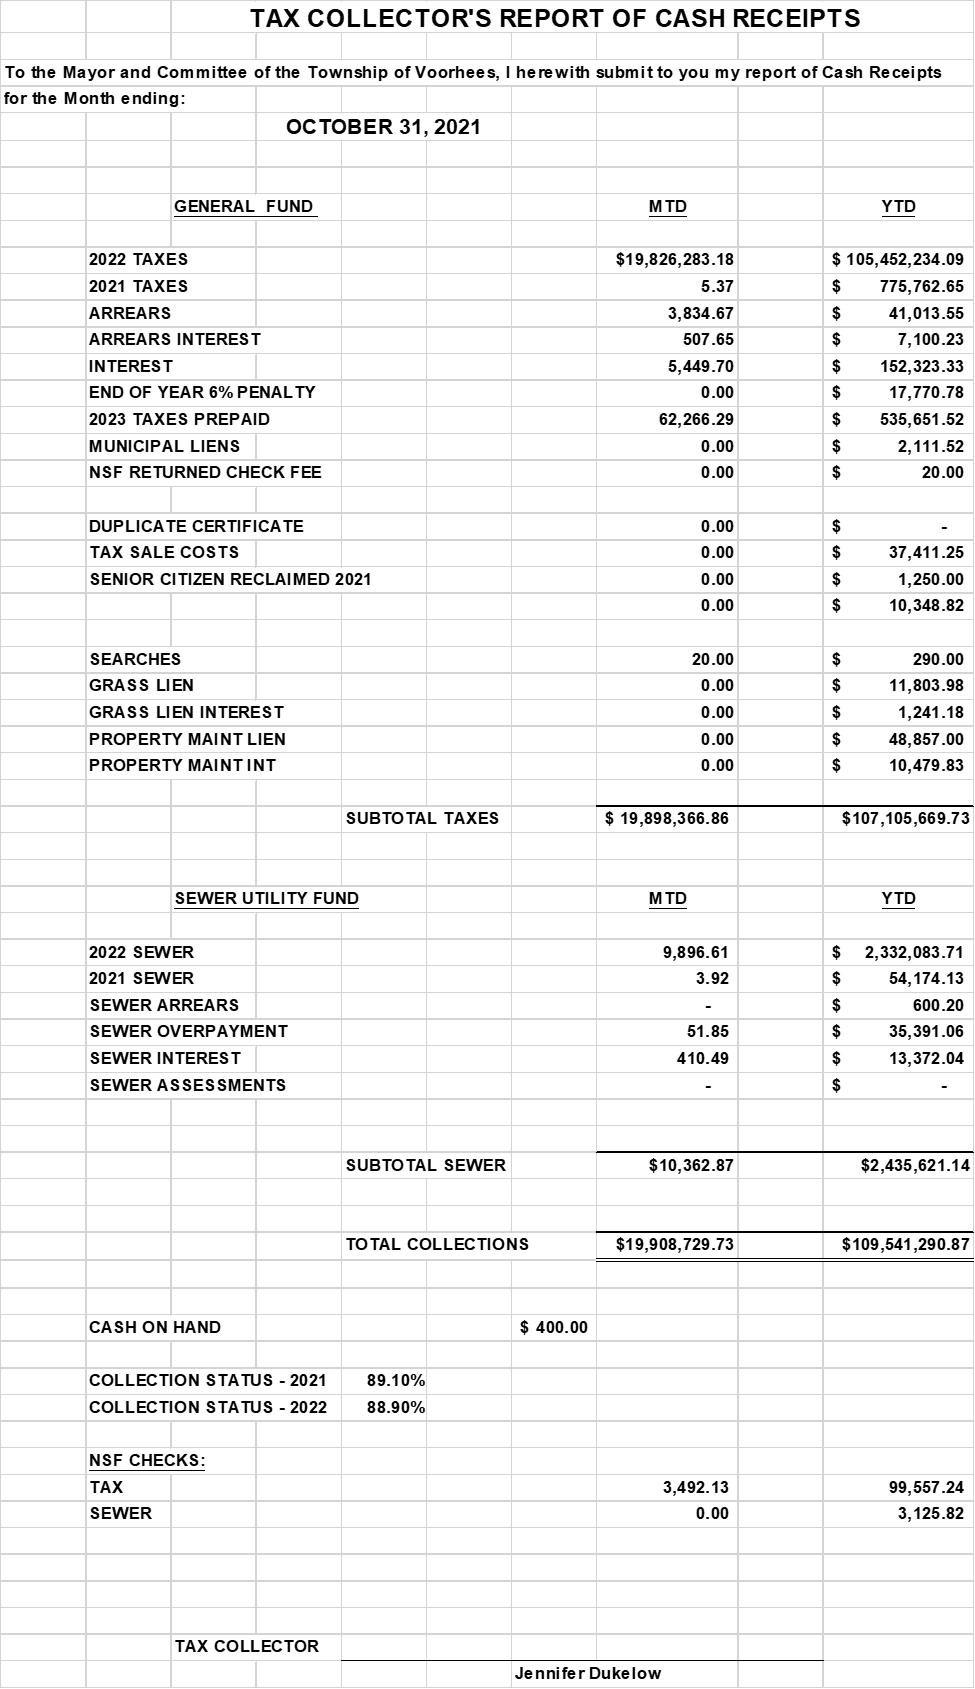 TAX COLLECTOR'S REPORT OF CASH RECEIPTS
To the Mayor and Committee of the Township of Voorhees, I herewith submit to you my report of Cash Receipts
for the Month ending:
OCTOBER 31, 2021
GENERAL FUND MTD YTD
2022 TAXES $19,826,283.18 $ 105,452,234.09
2021 TAXES 5.37 $ 775,762.65
ARREARS 3,834.67 $ 41,013.55
ARREARS INTEREST 507.65 $ 7,100.23
INTEREST 5,449.70 $ 152,323.33
END OF YEAR 6% PENALTY 0.00 $ 17,770.78
2023 TAXES PREPAID 62,266.29 $ 535,651.52
MUNICIPAL LIENS 0.00 $ 2,111.52
NSF RETURNED CHECK FEE 0.00 $ 20.00
DUPLICATE CERTIFICATE 0.00 $ -
TAX SALE COSTS 0.00 $ 37,411.25
SENIOR CITIZEN RECLAIMED 2021 0.00 $ 1,250.00
0.00 $ 10,348.82
SEARCHES 20.00 $ 290.00
GRASS LIEN 0.00 $ 11,803.98
GRASS LIEN INTEREST 0.00 $ 1,241.18
PROPERTY MAINT LIEN 0.00 $ 48,857.00
PROPERTY MAINT INT 0.00 $ 10,479.83
SUBTOTAL TAXES $ 19,898,366.86 $107,105,669.73
SEWER UTILITY FUND MTD YTD
2022 SEWER 9,896.61 $ 2,332,083.71
2021 SEWER 3.92 $ 54,174.13
SEWER ARREARS - $ 600.20
SEWER OVERPAYMENT 51.85 $ 35,391.06
SEWER INTEREST 410.49 $ 13,372.04
SEWER ASSESSMENTS - $ -
SUBTOTAL SEWER $10,362.87 $2,435,621.14
TOTAL COLLECTIONS $19,908,729.73 $109,541,290.87
CASH ON HAND $ 400.00
COLLECTION STATUS - 2021 89.10%
COLLECTION STATUS - 2022 88.90%
NSF CHECKS:
TAX 3,492.13 99,557.24
SEWER 0.00 3,125.82
TAX COLLECTOR
Jennifer Dukelow